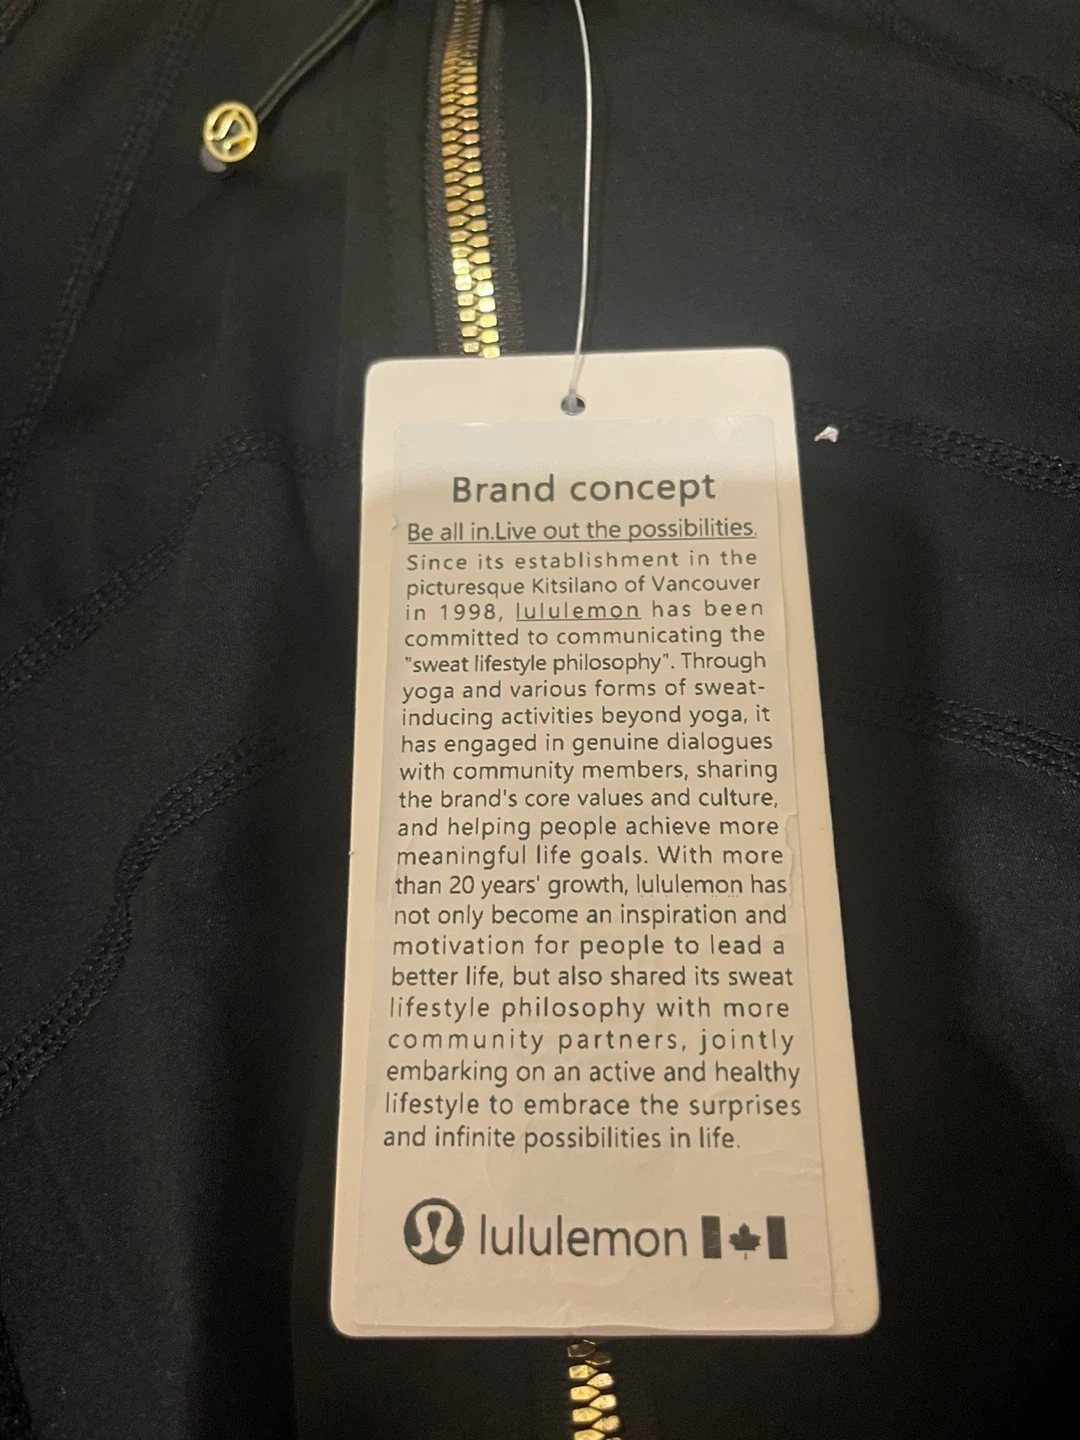 Brand concept
Be all in.Live out the possibilities.
Since its establishment in the
picturesque Kitsilano of Vancouver
in 1998, lululemon has been
committed to communicating the
"sweat lifestyle philosophy". Through
yoga and various forms of sweat-
inducing activities beyond yoga, it
has engaged in genuine dialogues
with community members, sharing
the brand's core values and culture,
and helping people achieve more
meaningful life goals. With more
than 20 years' growth, lululemon has
not only become an inspiration and
motivation for people to lead a
better life, but also shared its sweat
lifestyle philosophy with more
community partners, jointly
embarking on an active and healthy
lifestyle to embrace the surprises
and infinite possibilities in life.
lululemon